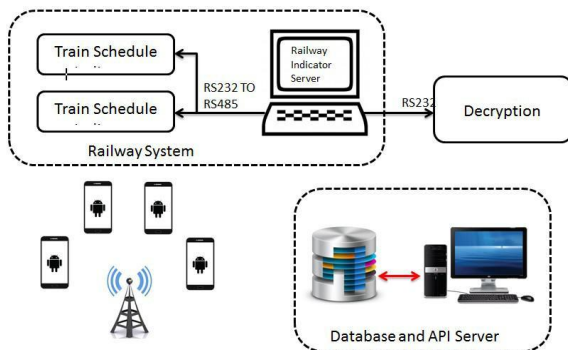 Train Schedule
Train Schedule
Railway
Indicator
Server
RS232 TO
RS485
RS232
Decryption
Railway System
Database and API Server